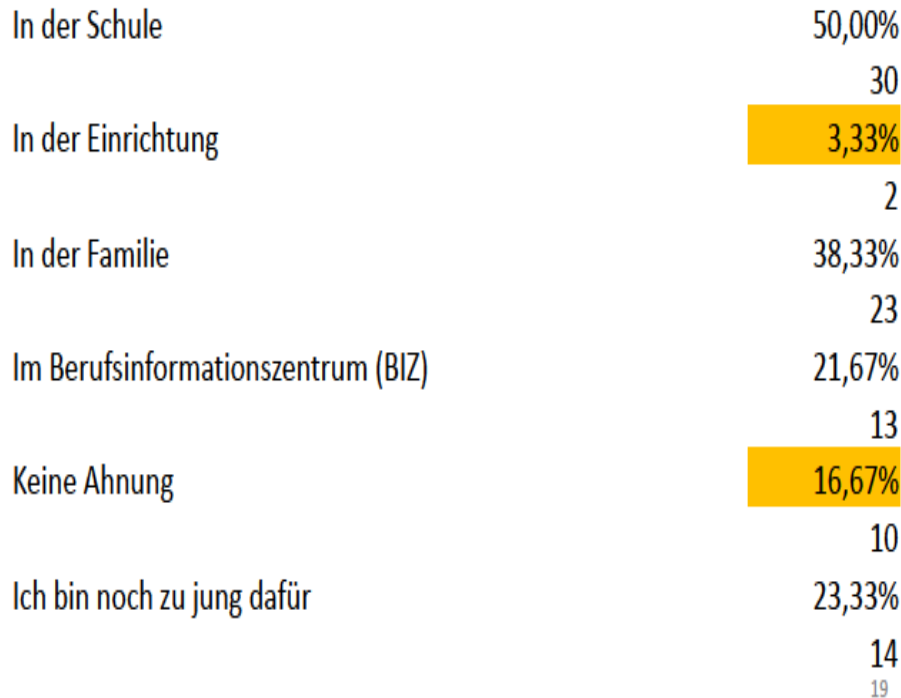 In der Schule 50,00%
30
In der Einrichtung 3,33%
2
In der Familie 38,33%
23
Im Berufsinformationszentrum (BIZ) 21,67%
13
Keine Ahnung 16,67%
10
Ich bin noch zu jung dafür 23,33%
14
19